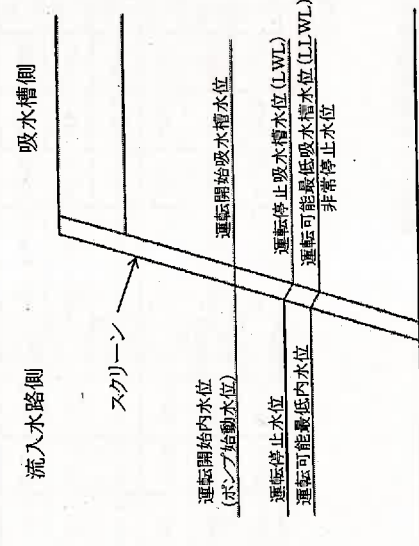 流入水路側
吸水槽側
スクリーン
運転開始内水位
(ポンプ始動水位)
運転開始吸水槽水位
運転停止水位
運転可能最低内水位
運転停止吸水槽水位(LWL)
運転可能最低吸水槽水位(LLWL)
非常停止水位